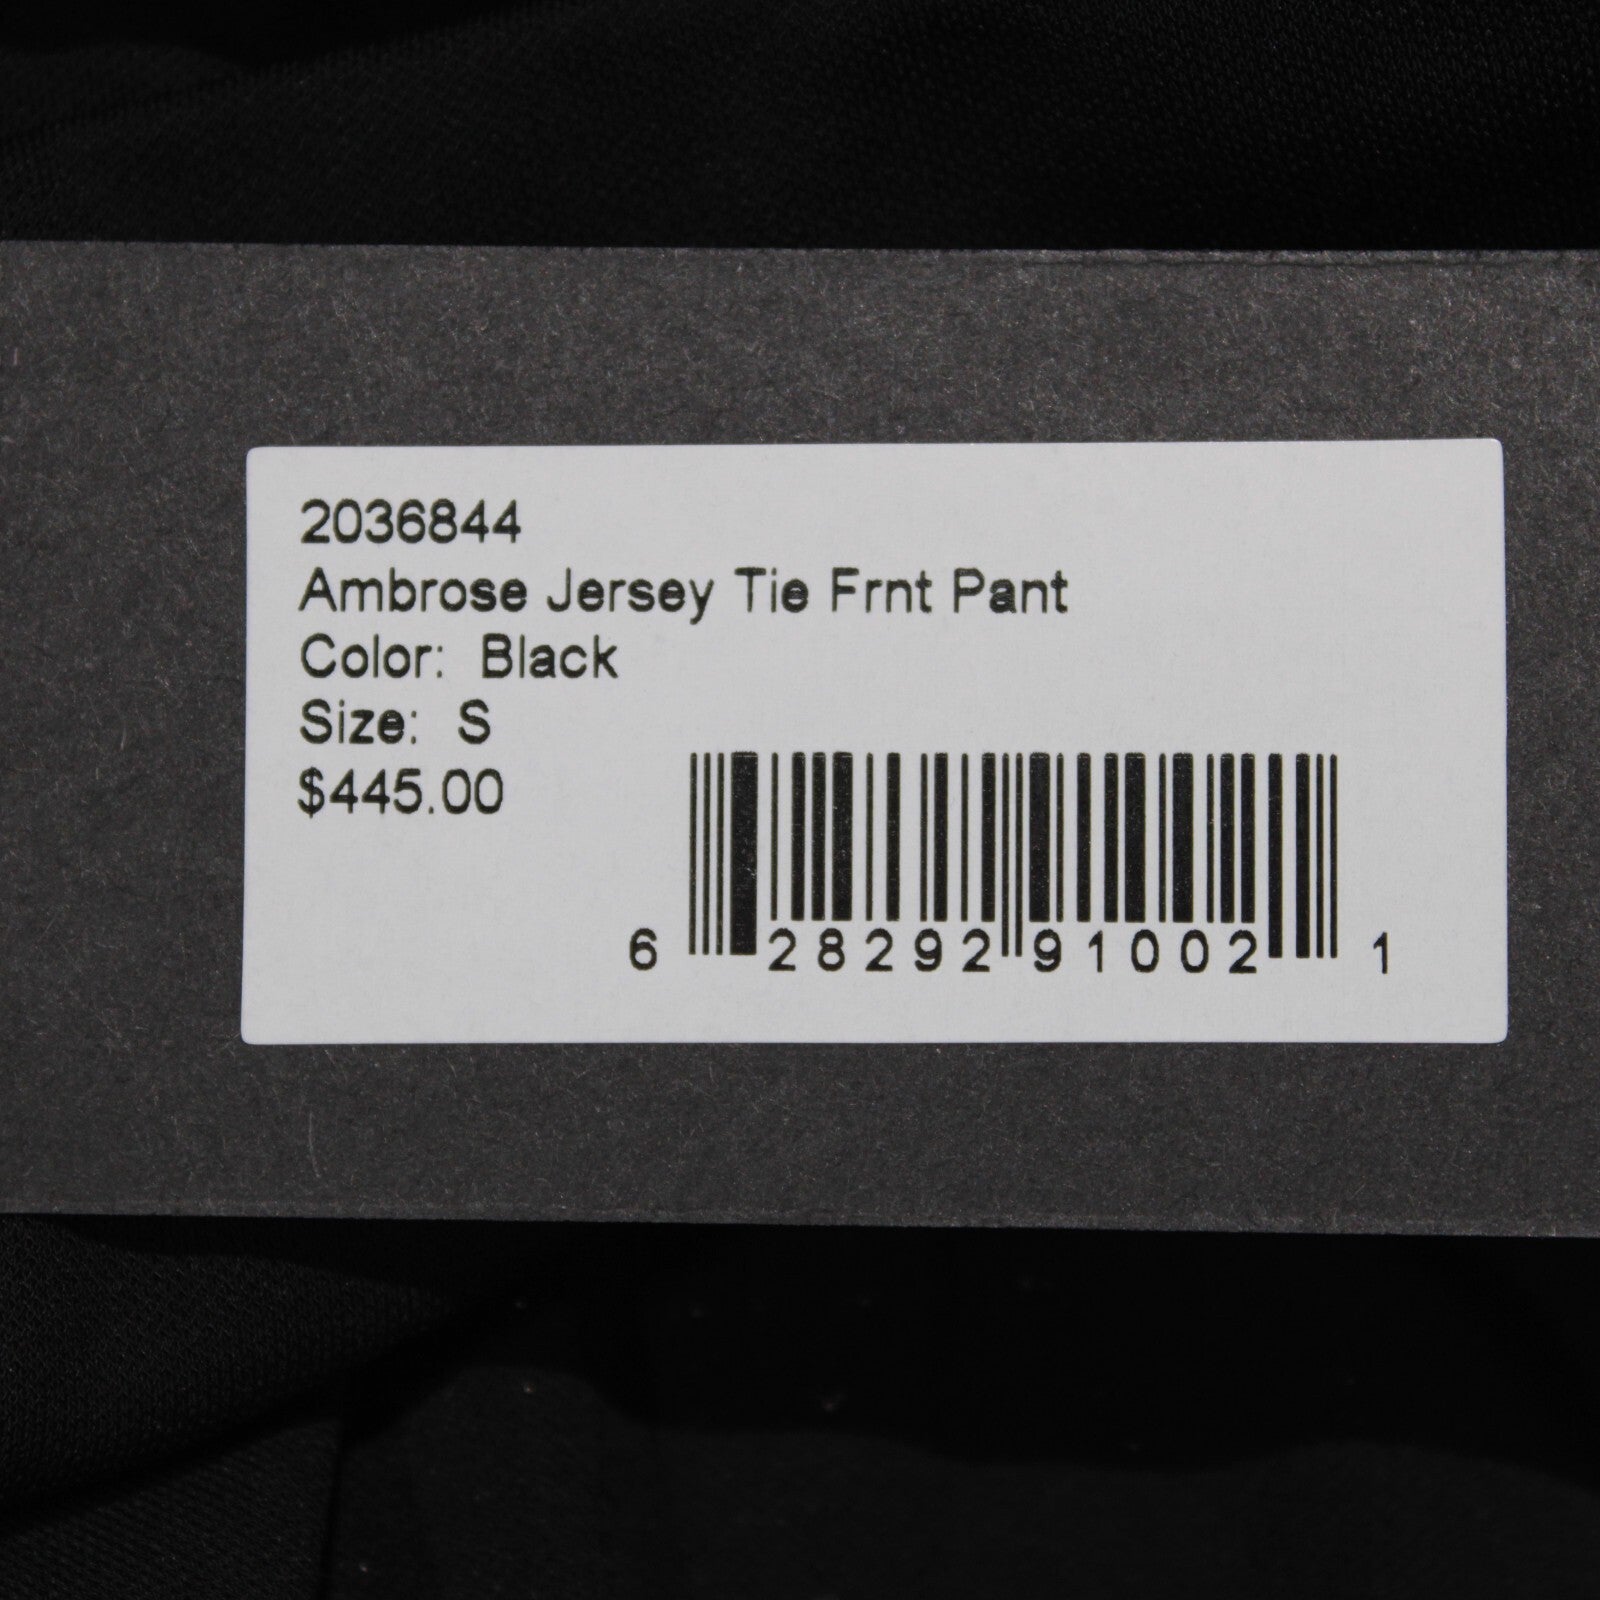 2036844
Ambrose Jersey Tie Frnt Pant
Color: Black
Size: S
$445.00
6 28292 91002 1